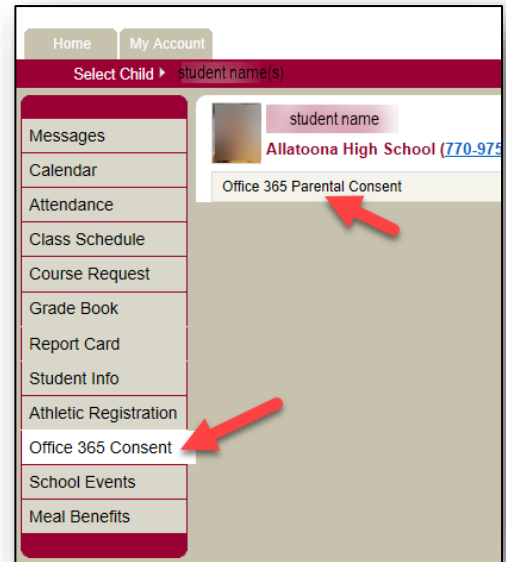 Home My Account
Select Child student name(s)
student name
Allatoona High School (770-975
Office 365 Parental Consent
Messages
Calendar
Attendance
Class Schedule
Course Request
Grade Book
Report Card
Student Info
Athletic Registration
Office 365 Consent
School Events
Meal Benefits